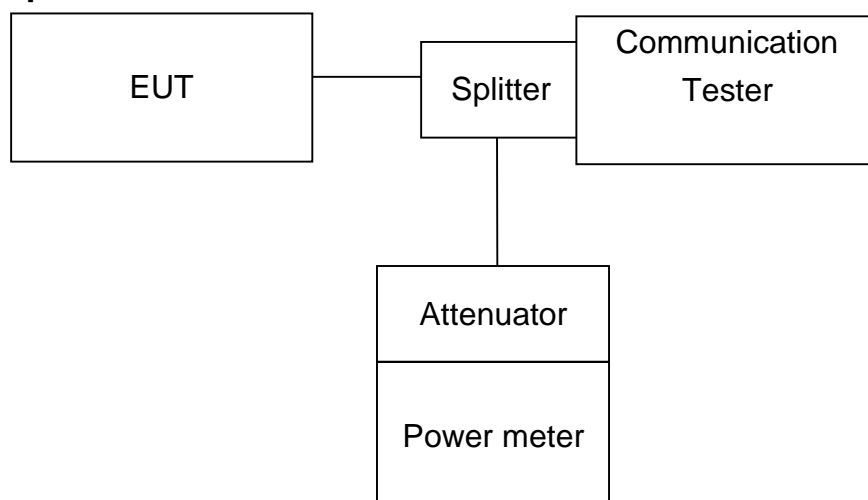 EUT
Splitter
Communication
Tester
Attenuator
Power meter